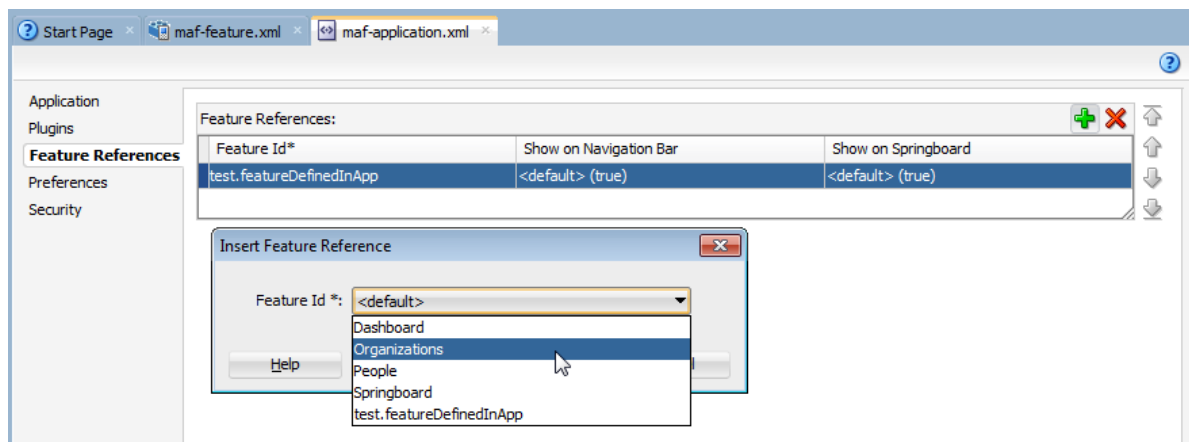 Start Page maf-feature.xml maf-application.xml
Application
Plugins
Feature References
Preferences
Security
Feature References:
Feature Id* Show on Navigation Bar Show on Springboard
test.featureDefinedInApp <default> (true) <default> (true)
Insert Feature Reference
Feature Id *: <default>
Dashboard
Organizations
People
Springboard
test.featureDefinedInApp
Help